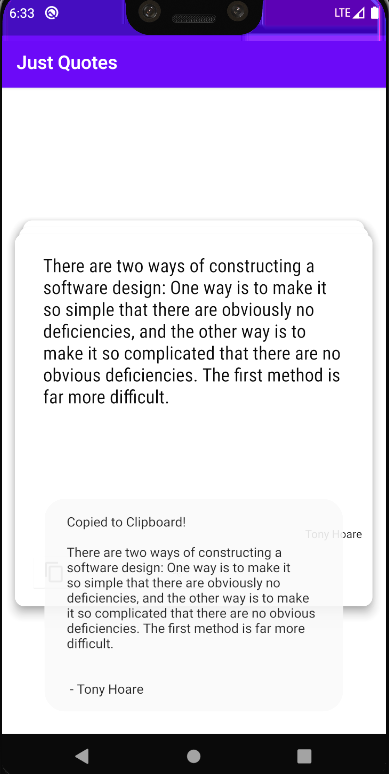 6:33 LTE
Just Quotes
There are two ways of constructing a
software design: One way is to make it
so simple that there are obviously no
deficiencies, and the other way is to
make it so complicated that there are no
obvious deficiencies. The first method is
far more difficult.
Tony Hoare
Copied to Clipboard!
There are two ways of constructing a
software design: One way is to make it
so simple that there are obviously no
deficiencies, and the other way is to make
it so complicated that there are no obvious
deficiencies. The first method is far more
difficult.
- Tony Hoare